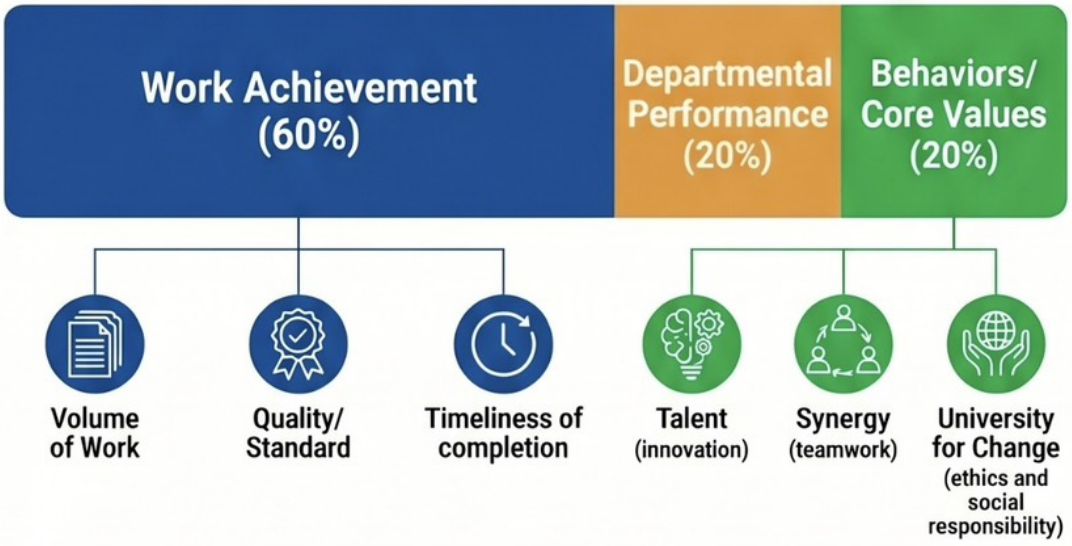 Work Achievement
(60%)
Departmental
Performance
(20%)
Behaviors/
Core Values
(20%)
Volume
of Work
Quality/
Standard
Timeliness of
completion
Talent
(innovation)
Synergy
(teamwork)
University
for Change
(ethics and
social
responsibility)